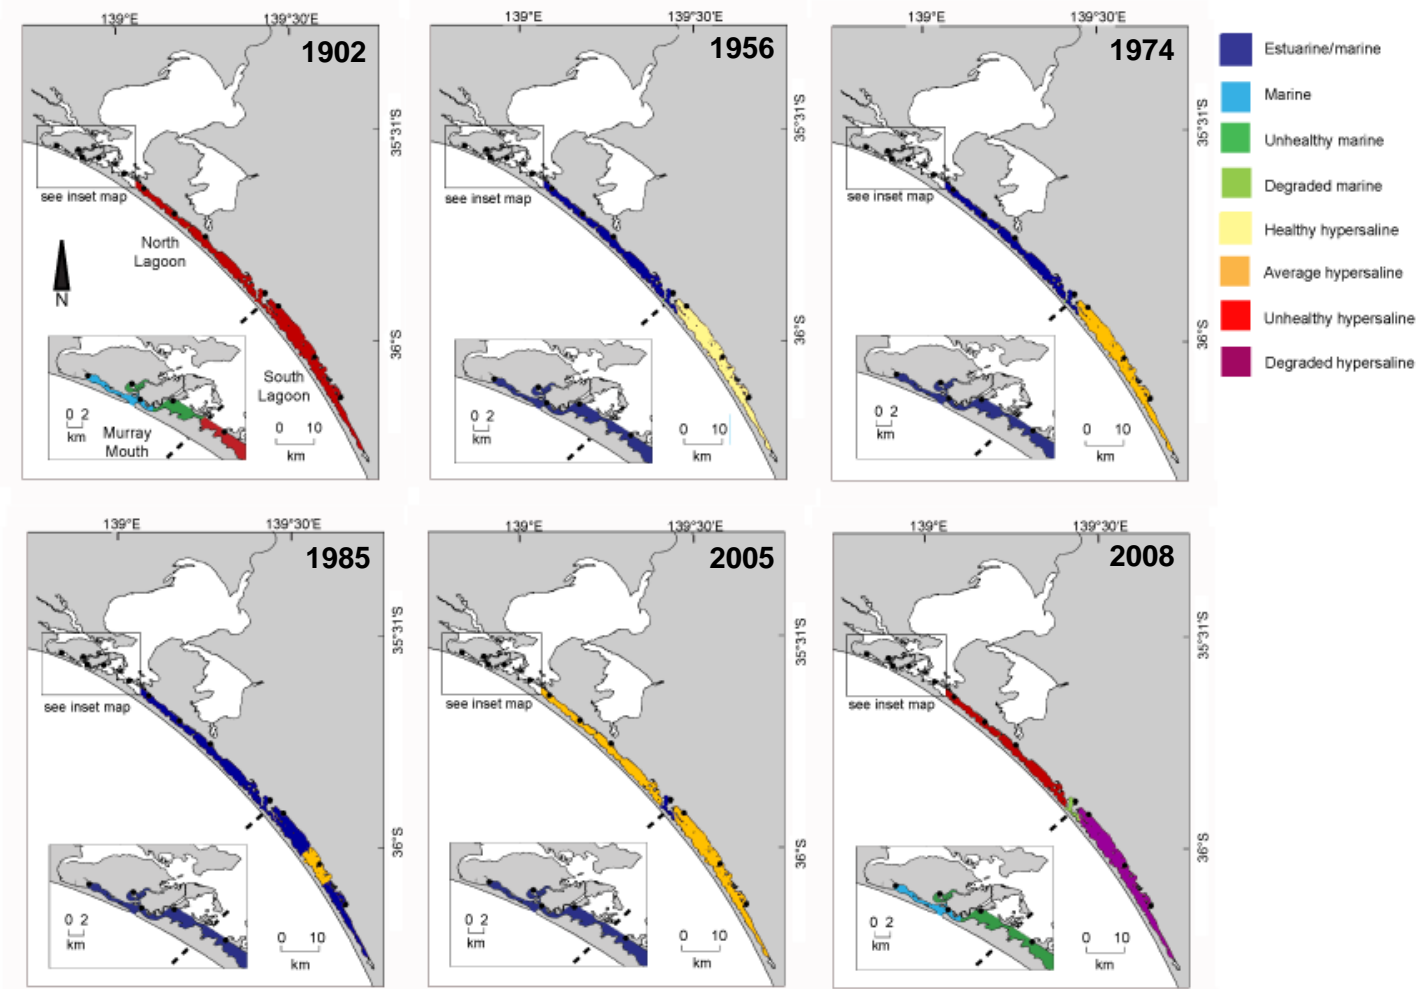 139°E
139°30'E
1902
35°31'S
see inset map
North
Lagoon
N
36°S
South
Lagoon
0 2
km
Murray
Mouth
0 10
km
139°E
139°30'E
1956
35°31'S
see inset map
36°S
0 2
km
0 10
km
139°E
139°30'E
1974
35°31'S
see inset map
36°S
0 2
km
0 10
km
Estuarine/marine
Marine
Unhealthy marine
Degraded marine
Healthy hypersaline
Average hypersaline
Unhealthy hypersaline
Degraded hypersaline
139°E
139°30'E
1985
35°31'S
see inset map
36°S
0 2
km
0 10
km
139°E
139°30'E
2005
35°31'S
see inset map
36°S
0 2
km
0 10
km
139°E
139°30'E
2008
35°31'S
see inset map
36°S
0 2
km
0 10
km